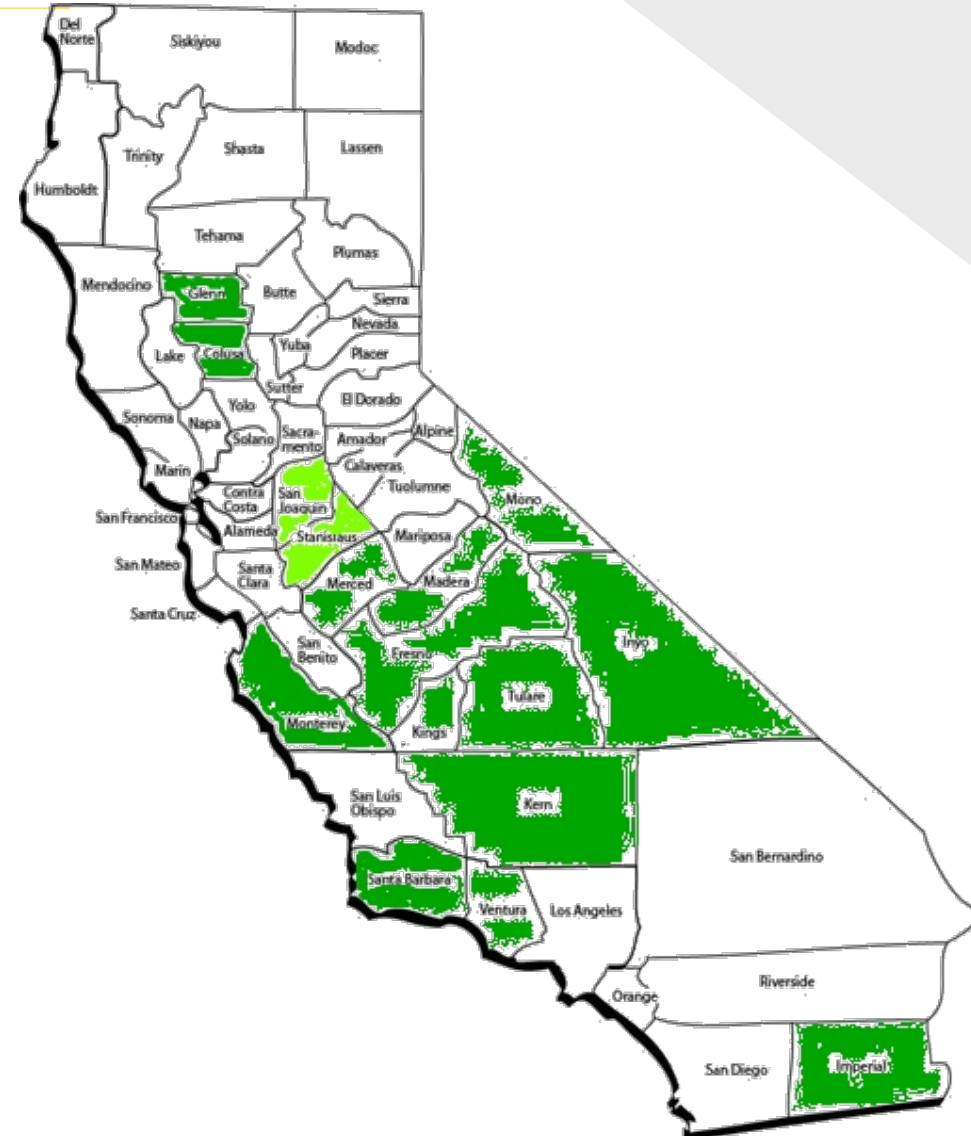 Del
Norte
Siskiyou
Modoc
Trinity
Shasta
Lassen
Humboldt
Tehama
Plumas
Mendocino
Glenn
Butte
Sierra
Nevada
Lake
Colusa
Yuba
Placer
Sutter
El Dorado
Yolo
Sonoma
Napa
Solano
Sacra-
mento
Amador
Alpine
Marin
Calaveras
Tuolumne
Contra
Costa
San
Joaquin
Mono
San Francisco
Alameda
Stanislaus
Mariposa
San Mateo
Santa
Clara
Merced
Madera
Santa Cruz
San
Benito
Fresno
Inyo
Tulare
Monterey
Kings
San Luis
Obispo
Kern
San Bernardino
Santa Barbara
Ventura
Los Angeles
Riverside
Orange
San Diego
Imperial